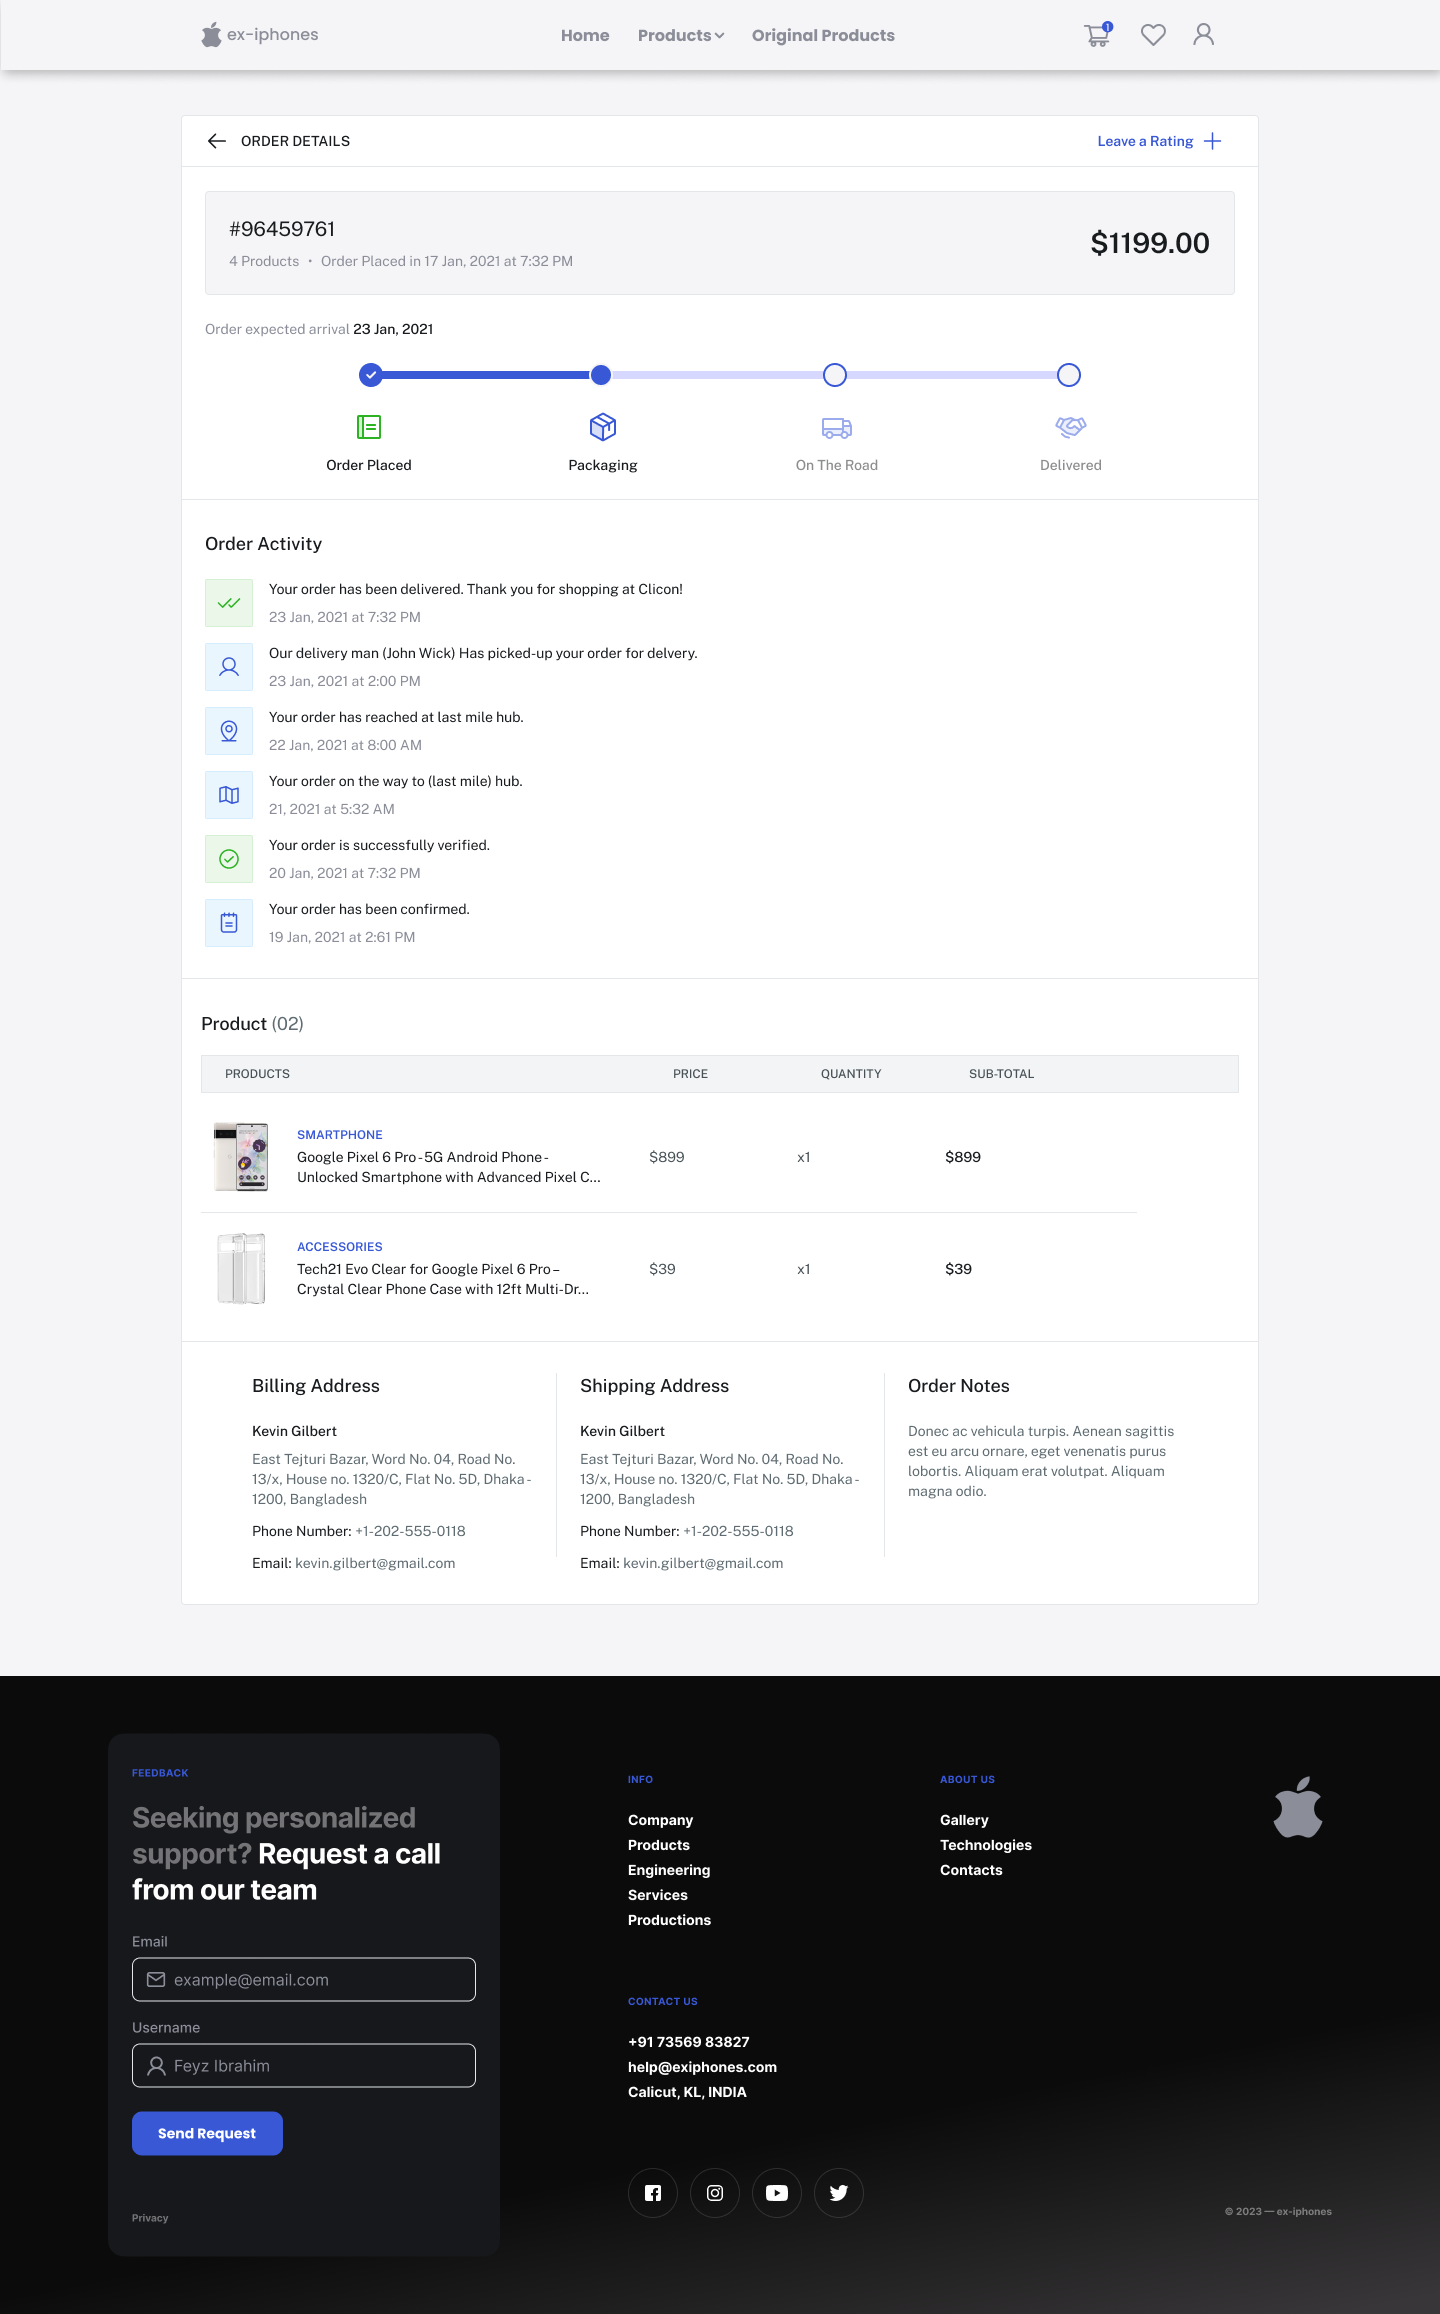 ex-iphones
Home
Products
Original Products
1
ORDER DETAILS
Leave a Rating
#96459761
4 Products • Order Placed in 17 Jan, 2021 at 7:32 PM
$1199.00
Order expected arrival 23 Jan, 2021
Order Placed
Packaging
On The Road
Delivered
Order Activity
Your order has been delivered. Thank you for shopping at Clicon!
23 Jan, 2021 at 7:32 PM
Our delivery man (John Wick) Has picked-up your order for delvery.
23 Jan, 2021 at 2:00 PM
Your order has reached at last mile hub.
22 Jan, 2021 at 8:00 AM
Your order on the way to (last mile) hub.
21, 2021 at 5:32 AM
Your order is successfully verified.
20 Jan, 2021 at 7:32 PM
Your order has been confirmed.
19 Jan, 2021 at 2:61 PM
Product (02)
PRODUCTS
PRICE
QUANTITY
SUB-TOTAL
SMARTPHONE
Google Pixel 6 Pro - 5G Android Phone -
Unlocked Smartphone with Advanced Pixel C...
$899
x1
$899
ACCESSORIES
Tech21 Evo Clear for Google Pixel 6 Pro –
Crystal Clear Phone Case with 12ft Multi-Dr...
$39
x1
$39
Billing Address
Kevin Gilbert
East Tejturi Bazar, Word No. 04, Road No.
13/x, House no. 1320/C, Flat No. 5D, Dhaka -
1200, Bangladesh
Phone Number: +1-202-555-0118
Email: kevin.gilbert@gmail.com
Shipping Address
Kevin Gilbert
East Tejturi Bazar, Word No. 04, Road No.
13/x, House no. 1320/C, Flat No. 5D, Dhaka -
1200, Bangladesh
Phone Number: +1-202-555-0118
Email: kevin.gilbert@gmail.com
Order Notes
Donec ac vehicula turpis. Aenean sagittis
est eu arcu ornare, eget venenatis purus
lobortis. Aliquam erat volutpat. Aliquam
magna odio.
FEEDBACK
Seeking personalized
support? Request a call
from our team
Email
example@email.com
Username
Feyz Ibrahim
Send Request
Privacy
INFO
Company
Products
Engineering
Services
Productions
ABOUT US
Gallery
Technologies
Contacts
CONTACT US
+91 73569 83827
help@exiphones.com
Calicut, KL, INDIA
© 2023 — ex-iphones